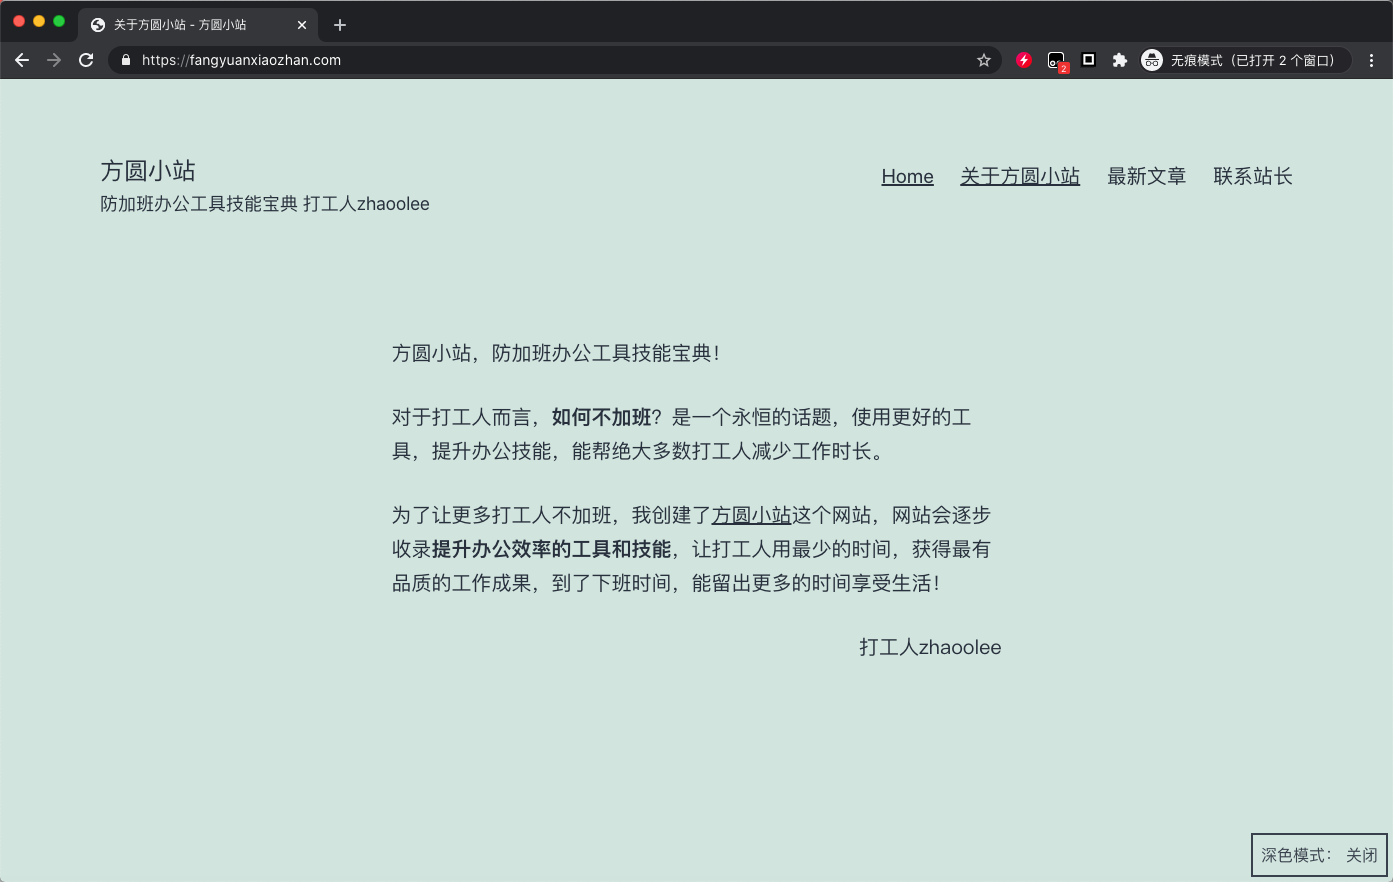 关于方圆小站 - 方圆小站
https://fangyuanxiaozhan.com
2
无痕模式（已打开 2 个窗口）
方圆小站
防加班办公工具技能宝典 打工人zhaoolee
Home 关于方圆小站 最新文章 联系站长
方圆小站，防加班办公工具技能宝典！
对于打工人而言，如何不加班？是一个永恒的话题，使用更好的工
具，提升办公技能，能帮绝大多数打工人减少工作时长。
为了让更多打工人不加班，我创建了方圆小站这个网站，网站会逐步
收录提升办公效率的工具和技能，让打工人用最少的时间，获得最有
品质的工作成果，到了下班时间，能留出更多的时间享受生活！
打工人zhaoolee
深色模式： 关闭